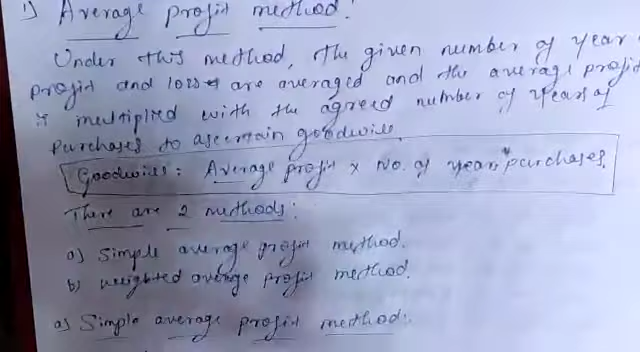 1) Average profit method:
Under this method, the given number of year
profit and loss are averaged and the average profit
is multiplied with the agreed number of years of
purchases to ascertain goodwill.
Goodwill: Average profit x No. of years purchases.
There are 2 methods:
a) Simple average profit method.
b) weighted average profit method.
a) Simple average profit method: